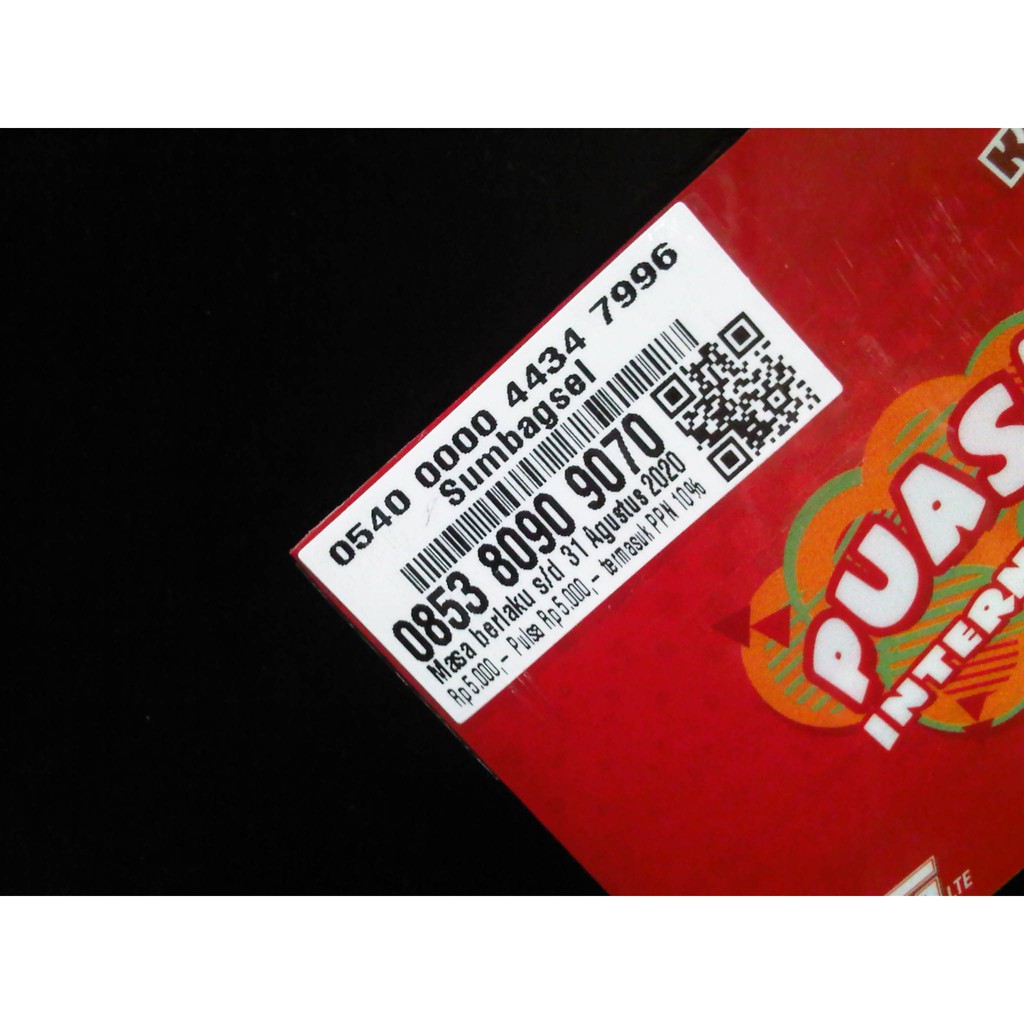 0540 0000 4434 7996
Sumbagsel
0853 8090 9070
Masa berlaku s/d 31 Agustus 2020
Rp5.000,- Pulsa Rp5.000,- termasuk PPN 10%
K
PUAS
INTERN
LTE